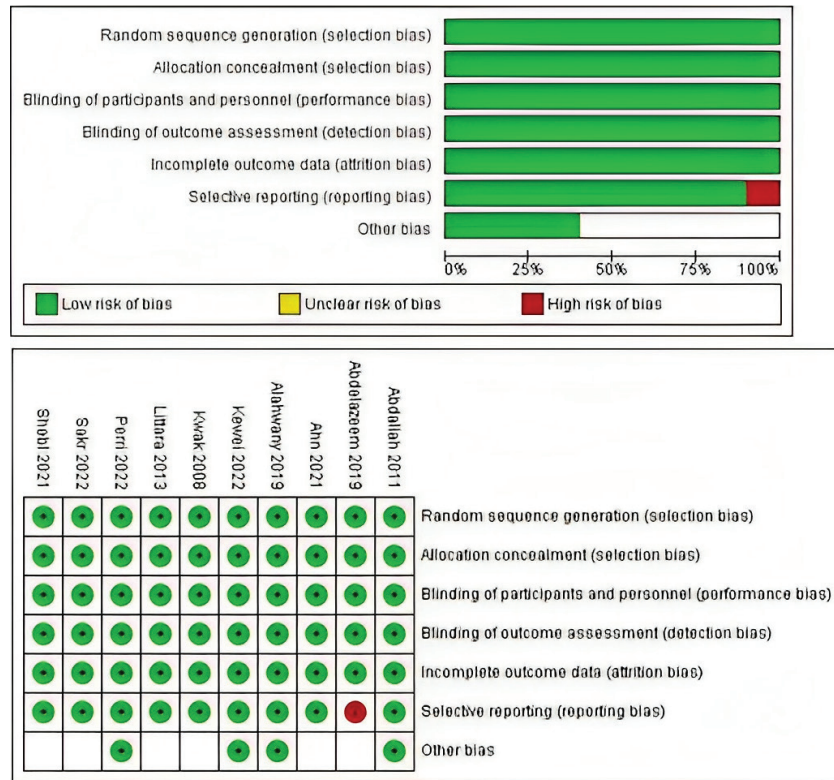 Random sequence generation (selection bias)
Allocation concealment (selection bias)
Blinding of participants and personnel (performance bias)
Blinding of outcome assessment (detection bias)
Incomplete outcome data (attrition bias)
Selective reporting (reporting bias)
Other bias
0% 25% 50% 75% 100%
Low risk of bias Unclear risk of bias High risk of bias
Shebl 2021
Sakr 2022
Perri 2022
Littara 2013
Kwak 2008
Kewei 2022
Alahwany 2019
Ahn 2021
Abdelazeem 2019
Abdallah 2011
Random sequence generation (selection bias)
Allocation concealment (selection bias)
Blinding of participants and personnel (performance bias)
Blinding of outcome assessment (detection bias)
Incomplete outcome data (attrition bias)
Selective reporting (reporting bias)
Other bias